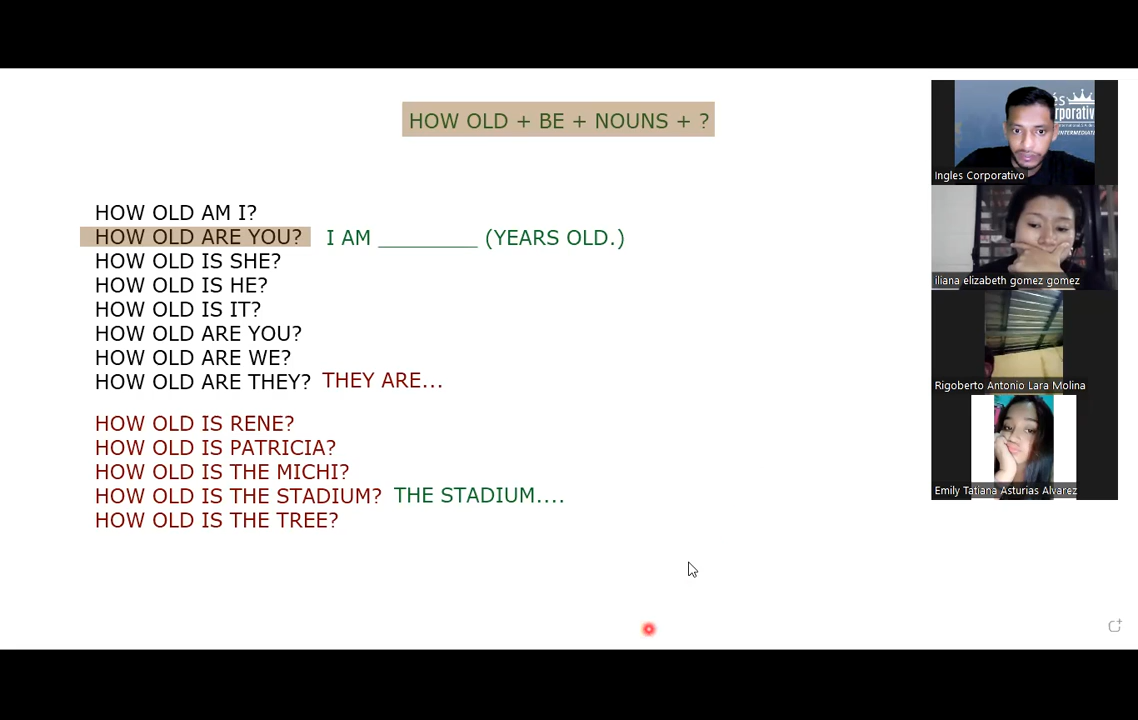 HOW OLD + BE + NOUNS + ?
HOW OLD AM I?
HOW OLD ARE YOU? I AM _________ (YEARS OLD.)
HOW OLD IS SHE?
HOW OLD IS HE?
HOW OLD IS IT?
HOW OLD ARE YOU?
HOW OLD ARE WE?
HOW OLD ARE THEY? THEY ARE...
HOW OLD IS RENE?
HOW OLD IS PATRICIA?
HOW OLD IS THE MICHI?
HOW OLD IS THE STADIUM? THE STADIUM....
HOW OLD IS THE TREE?
Ingles Corporativo
iliana elizabeth gomez gomez
Rigoberto Antonio Lara Molina
Emily Tatiana Asturias Alvarez